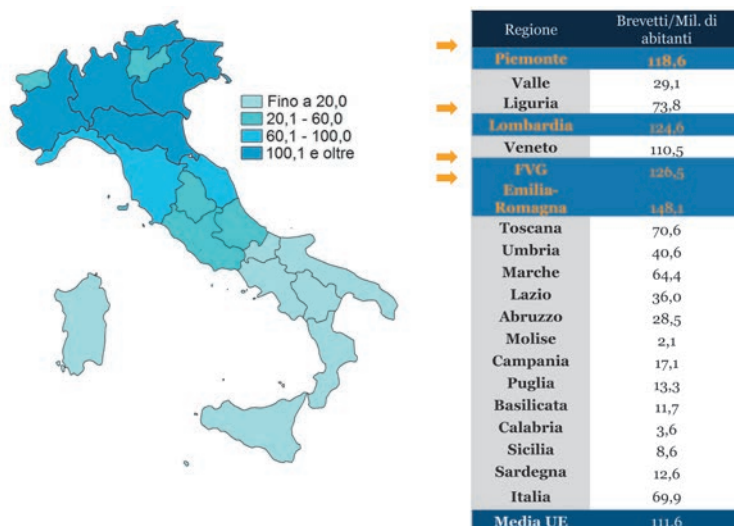 Fino a 20,0
20,1 - 60,0
60,1 - 100,0
100,1 e oltre
Regione Brevetti/Mil. di
abitanti
Piemonte 118,6
Valle 29,1
Liguria 73,8
Lombardia 124,6
Veneto 110,5
FVG 126,5
Emilia-
Romagna 148,1
Toscana 70,6
Umbria 40,6
Marche 64,4
Lazio 36,0
Abruzzo 28,5
Molise 2,1
Campania 17,1
Puglia 13,3
Basilicata 11,7
Calabria 3,6
Sicilia 8,6
Sardegna 12,6
Italia 69,9
Media UE 111,6